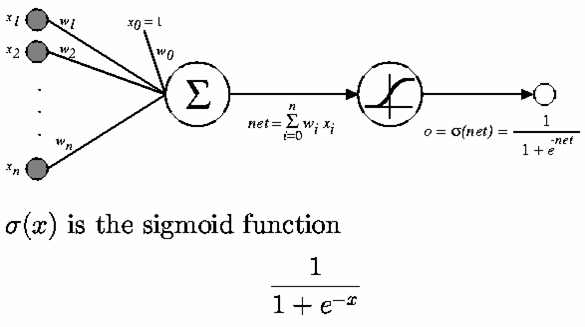 x1 w1 x0 = 1
x2 w2 w0
.
.
.
Σ
n
net = Σ wi xi
i=0
o = σ(net) = 1 / (1 + e^-net)
wn
xn
σ(x) is the sigmoid function
1
1 + e^−x